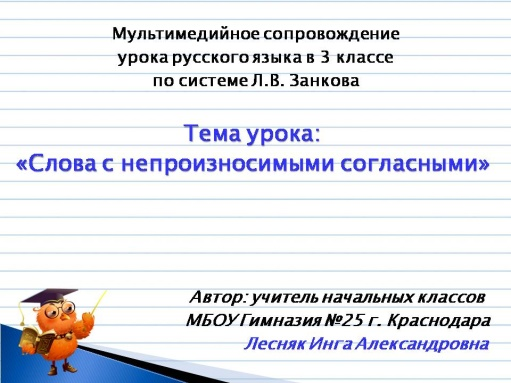 Мультимедийное сопровождение
урока русского языка в 3 классе
по системе Л.В. Занкова
Тема урока:
«Слова с непроизносимыми согласными»
Автор: учитель начальных классов
МБОУ Гимназия №25 г. Краснодара
Лесняк Инга Александровна